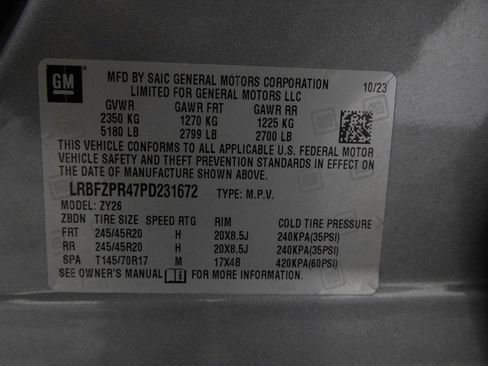 GM
MFD BY SAIC GENERAL MOTORS CORPORATION
LIMITED FOR GENERAL MOTORS LLC
10/23
GVWR GAWR FRT GAWR RR
2350 KG 1270 KG 1225 KG
5180 LB 2799 LB 2700 LB
THIS VEHICLE CONFORMS TO ALL APPLICABLE U.S. FEDERAL MOTOR
VEHICLE SAFETY AND THEFT PREVENTION STANDARDS IN EFFECT ON
THE DATE OF MANUFACTURE SHOWN ABOVE.
LRBFZPR47PD231672 TYPE: M.P.V.
MODEL: ZY26
ZBDN TIRE SIZE SPEED RTG RIM COLD TIRE PRESSURE
FRT 245/45R20 H 20X8.5J 240KPA(35PSI)
RR 245/45R20 H 20X8.5J 240KPA(35PSI)
SPA T145/70R17 M 17X4B 420KPA(60PSI)
SEE OWNER'S MANUAL FOR MORE INFORMATION.